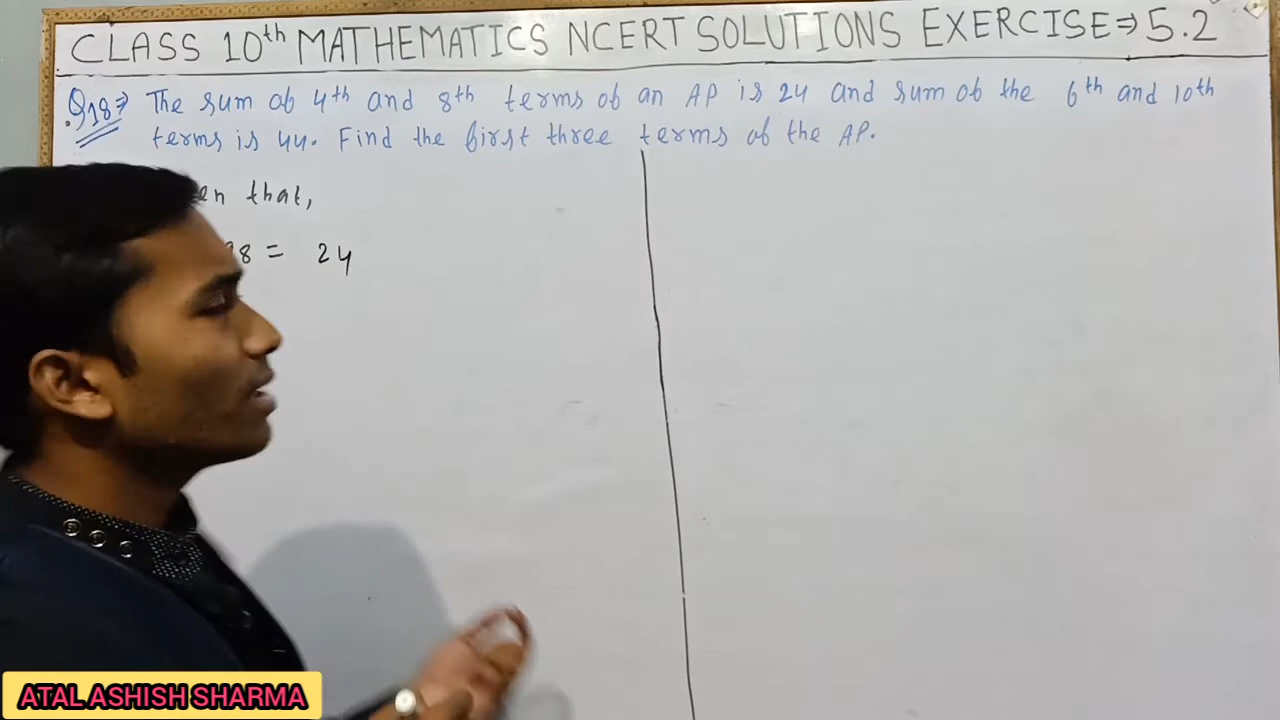 CLASS 10th MATHEMATICS NCERT SOLUTIONS EXERCISE⇒5.2
Q18⇒ The sum of 4th and 8th terms of an AP is 24 and sum of the 6th and 10th
terms is 44. Find the first three terms of the AP.
en that,
8 = 24
ATAL ASHISH SHARMA